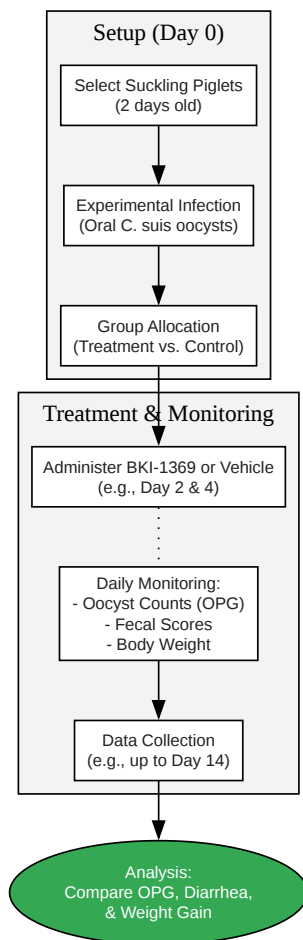 Setup (Day 0)
Select Suckling Piglets
(2 days old)
Experimental Infection
(Oral C. suis oocysts)
Group Allocation
(Treatment vs. Control)
Treatment & Monitoring
Administer BKI-1369 or Vehicle
(e.g., Day 2 & 4)
Daily Monitoring:
- Oocyst Counts (OPG)
- Fecal Scores
- Body Weight
Data Collection
(e.g., up to Day 14)
Analysis:
Compare OPG, Diarrhea,
& Weight Gain